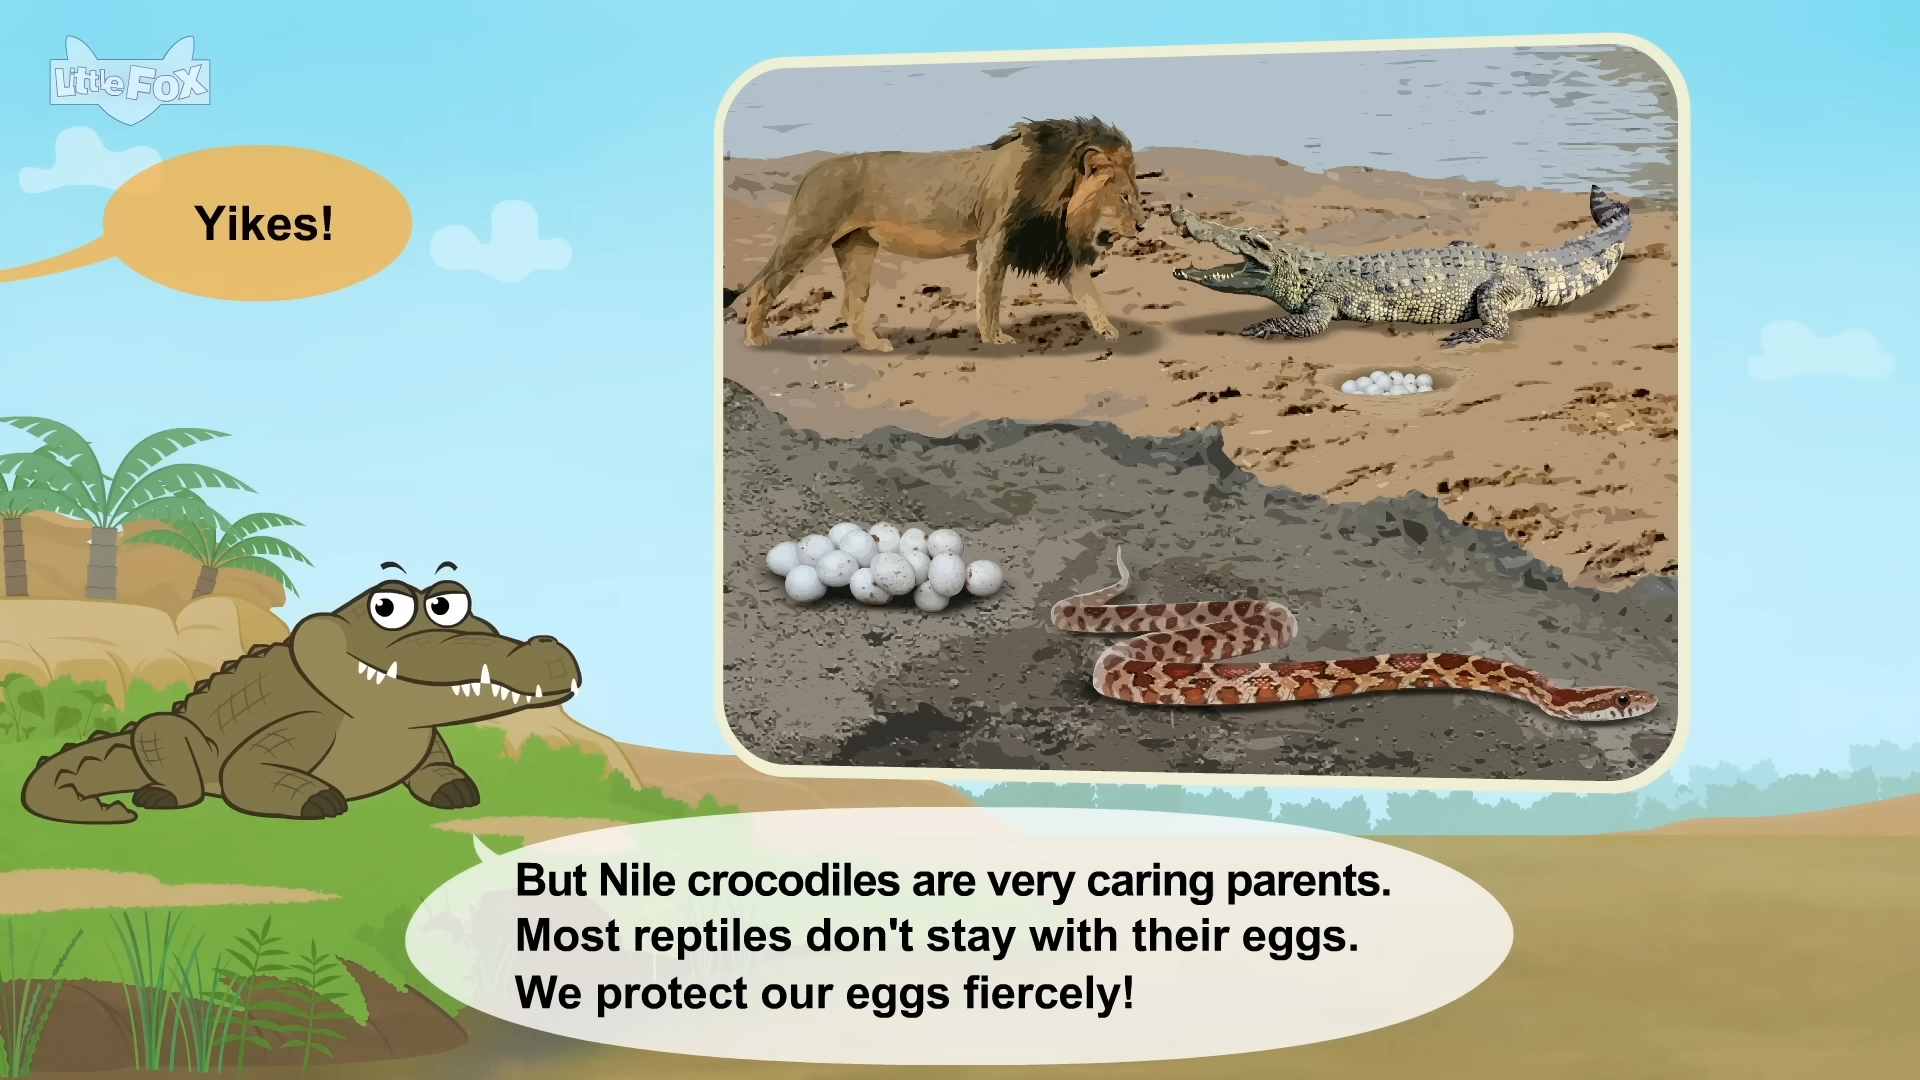 Little Fox
Yikes!
But Nile crocodiles are very caring parents.
Most reptiles don't stay with their eggs.
We protect our eggs fiercely!